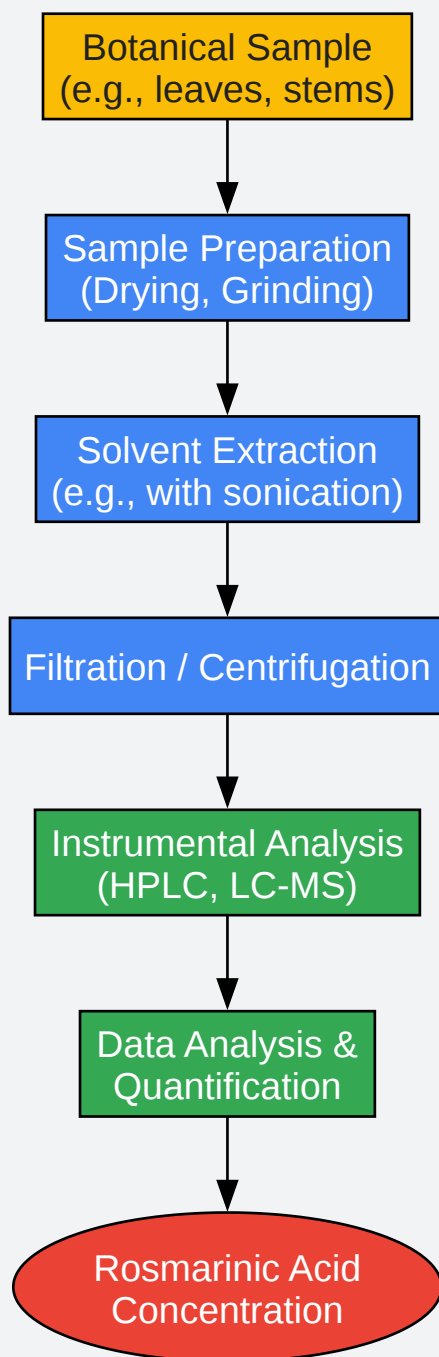 Botanical Sample
(e.g., leaves, stems)
Sample Preparation
(Drying, Grinding)
Solvent Extraction
(e.g., with sonication)
Filtration / Centrifugation
Instrumental Analysis
(HPLC, LC-MS)
Data Analysis &
Quantification
Rosmarinic Acid
Concentration